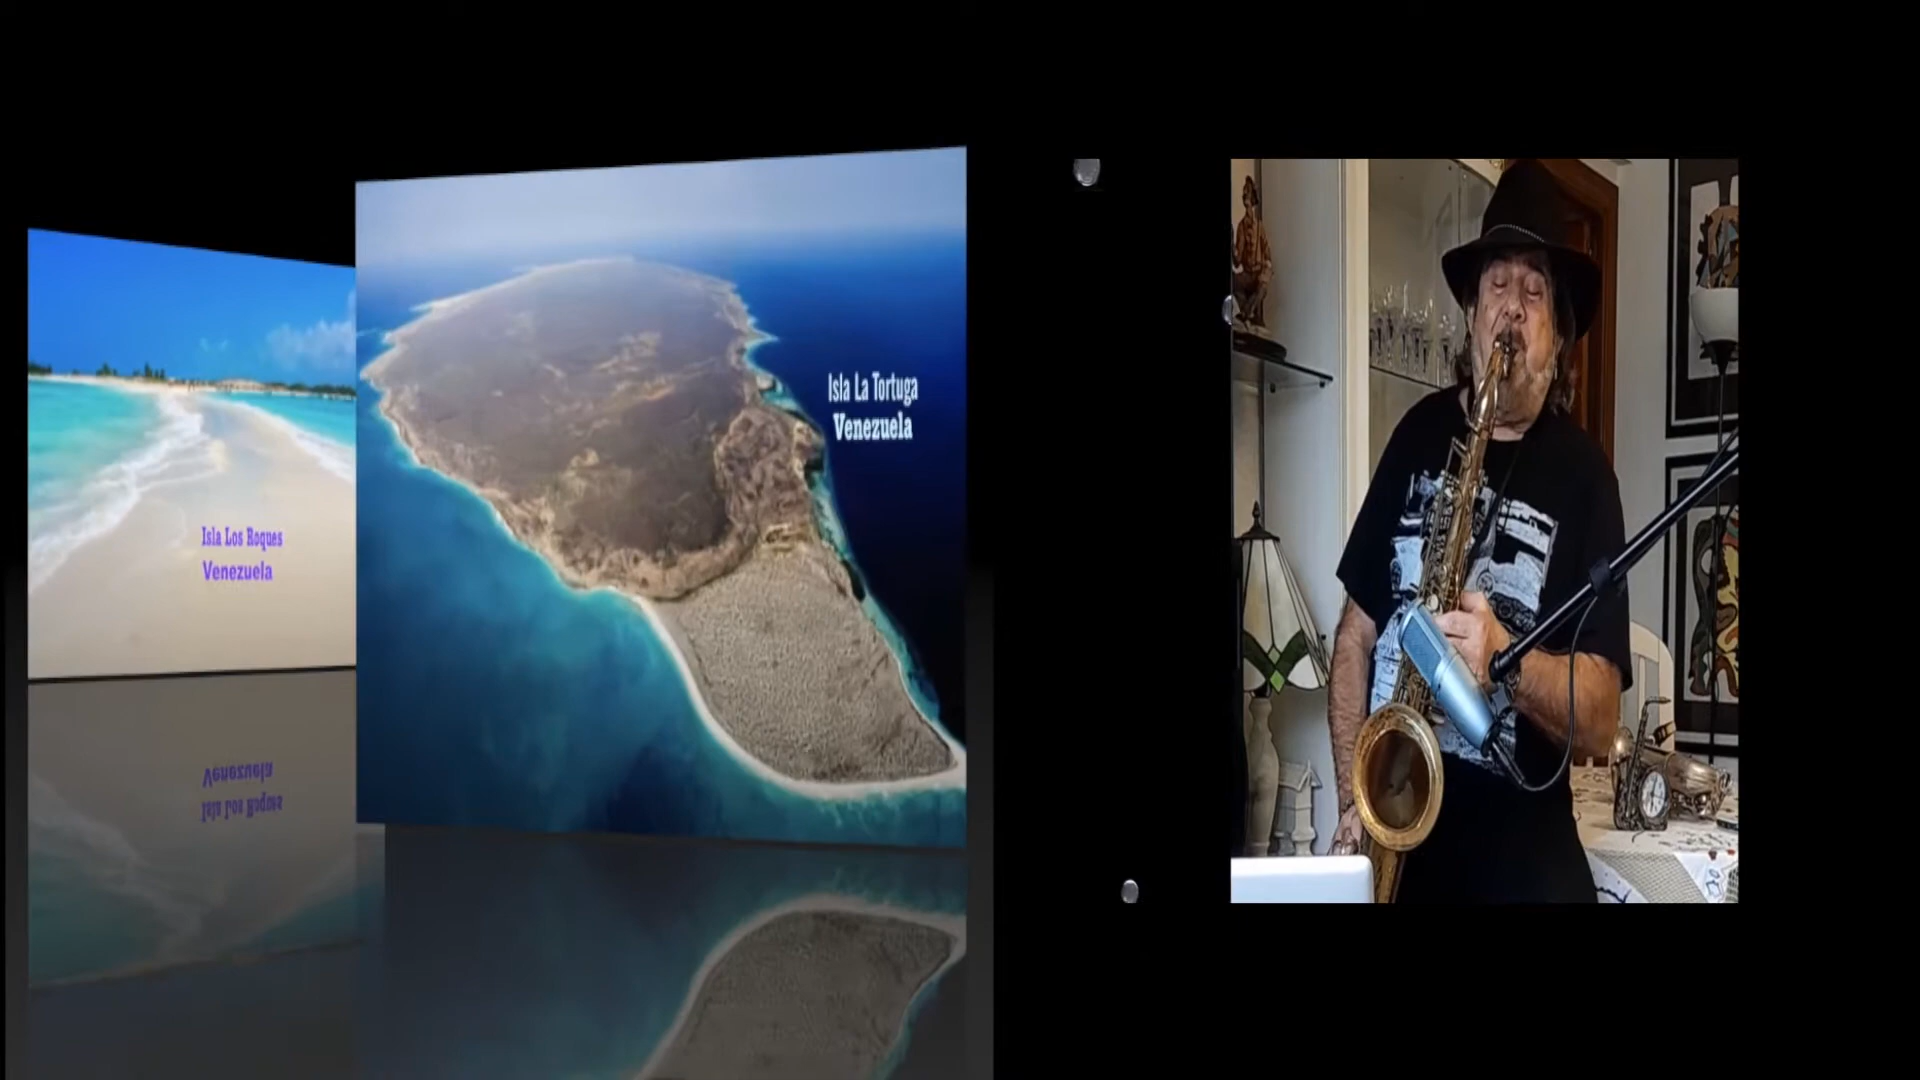 Isla Los Roques
Venezuela
Isla La Tortuga
Venezuela